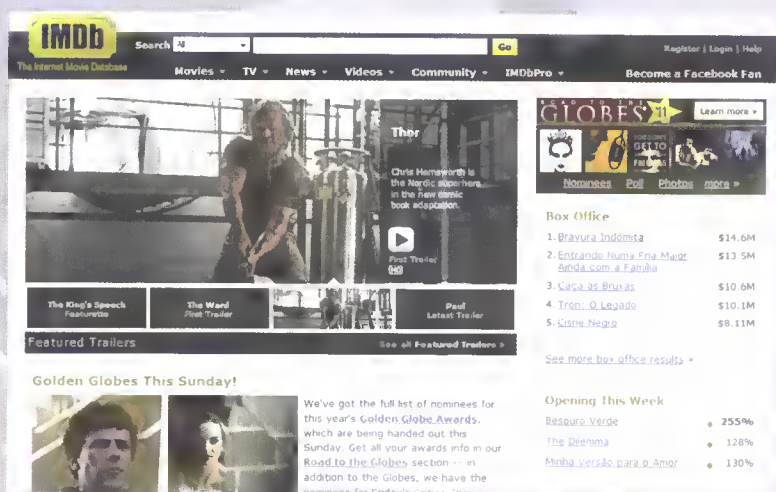 IMDb
The Internet Movie Database
Search All Go
Register | Login | Help
Movies TV News Videos Community IMDbPro Become a Facebook Fan
Thor
Chris Hemsworth is
the Nordic superhero
in the new comic
book adaptation.
First Trailer
The King's Speech
Featurette
The Ward
First Trailer
Paul
Latest Trailer
Featured Trailers
See all Featured Trailers »
Golden Globes This Sunday!
We've got the full list of nominees for
this year's Golden Globe Awards,
which are being handed out this
Sunday. Get all your awards info in our
Road to the Globes section -- in
addition to the Globes, we have the
ROAD TO THE
GLOBES '11
Learn more »
GET TO
Nominees Poll Photos more »
Box Office
1. Bravura Indómita $14.6M
2. Entrando Numa Fria Maior
Ainda com a Família $13.5M
3. Caça às Bruxas $10.6M
4. Tron: O Legado $10.1M
5. Cisne Negro $8.11M
See more box office results »
Opening This Week
Besouro Verde 255%
The Dilemma 128%
Minha Versão para o Amor 130%